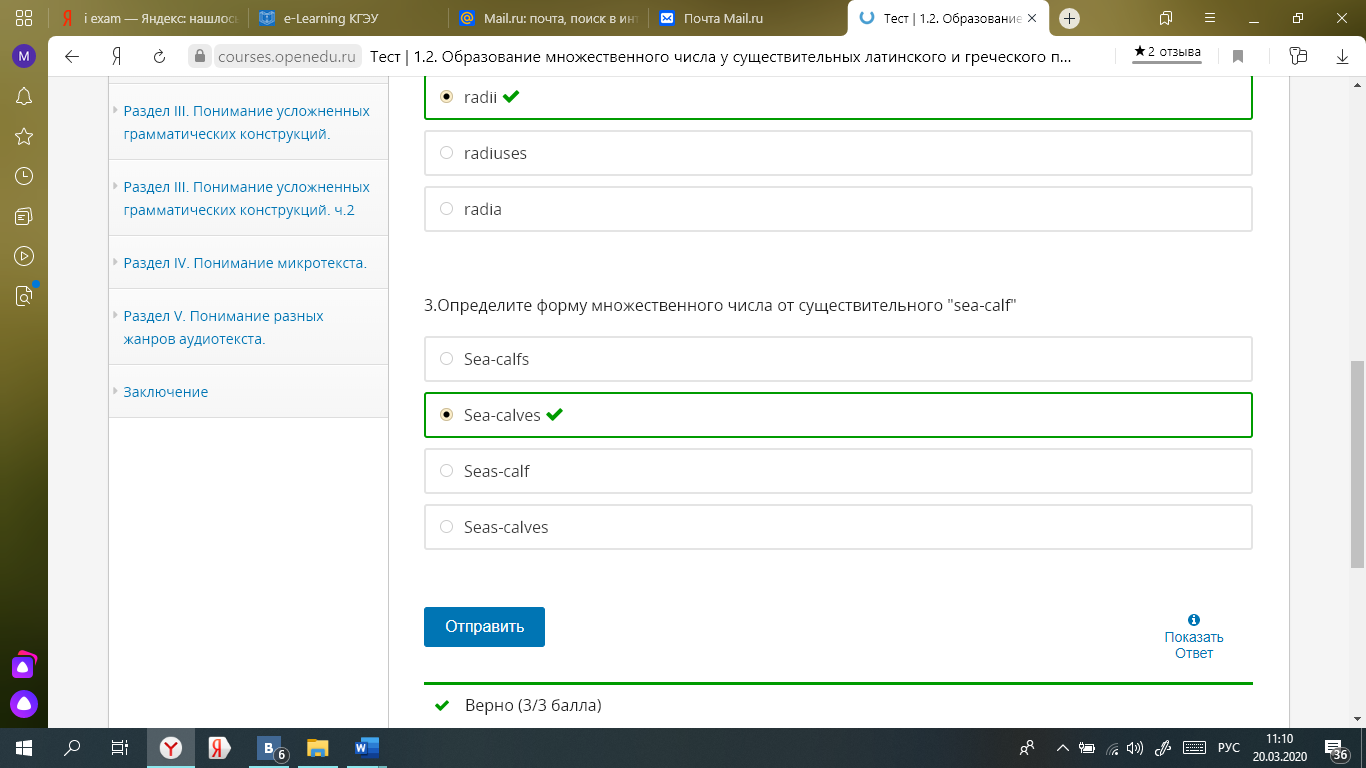 i exam — Яндекс: нашлось
e-Learning КГЭУ
Mail.ru: почта, поиск в инт
Почта Mail.ru
Тест | 1.2. Образование
M
Я
courses.openedu.ru
Тест | 1.2. Образование множественного числа у существительных латинского и греческого п...
★2 отзыва
Раздел III. Понимание усложненных
грамматических конструкций.
Раздел III. Понимание усложненных
грамматических конструкций. ч.2
Раздел IV. Понимание микротекста.
Раздел V. Понимание разных
жанров аудиотекста.
Заключение
radii
radiuses
radia
3.Определите форму множественного числа от существительного "sea-calf"
Sea-calfs
Sea-calves
Seas-calf
Seas-calves
Отправить
Показать
Ответ
Верно (3/3 балла)
6
РУС
11:10
20.03.2020
36